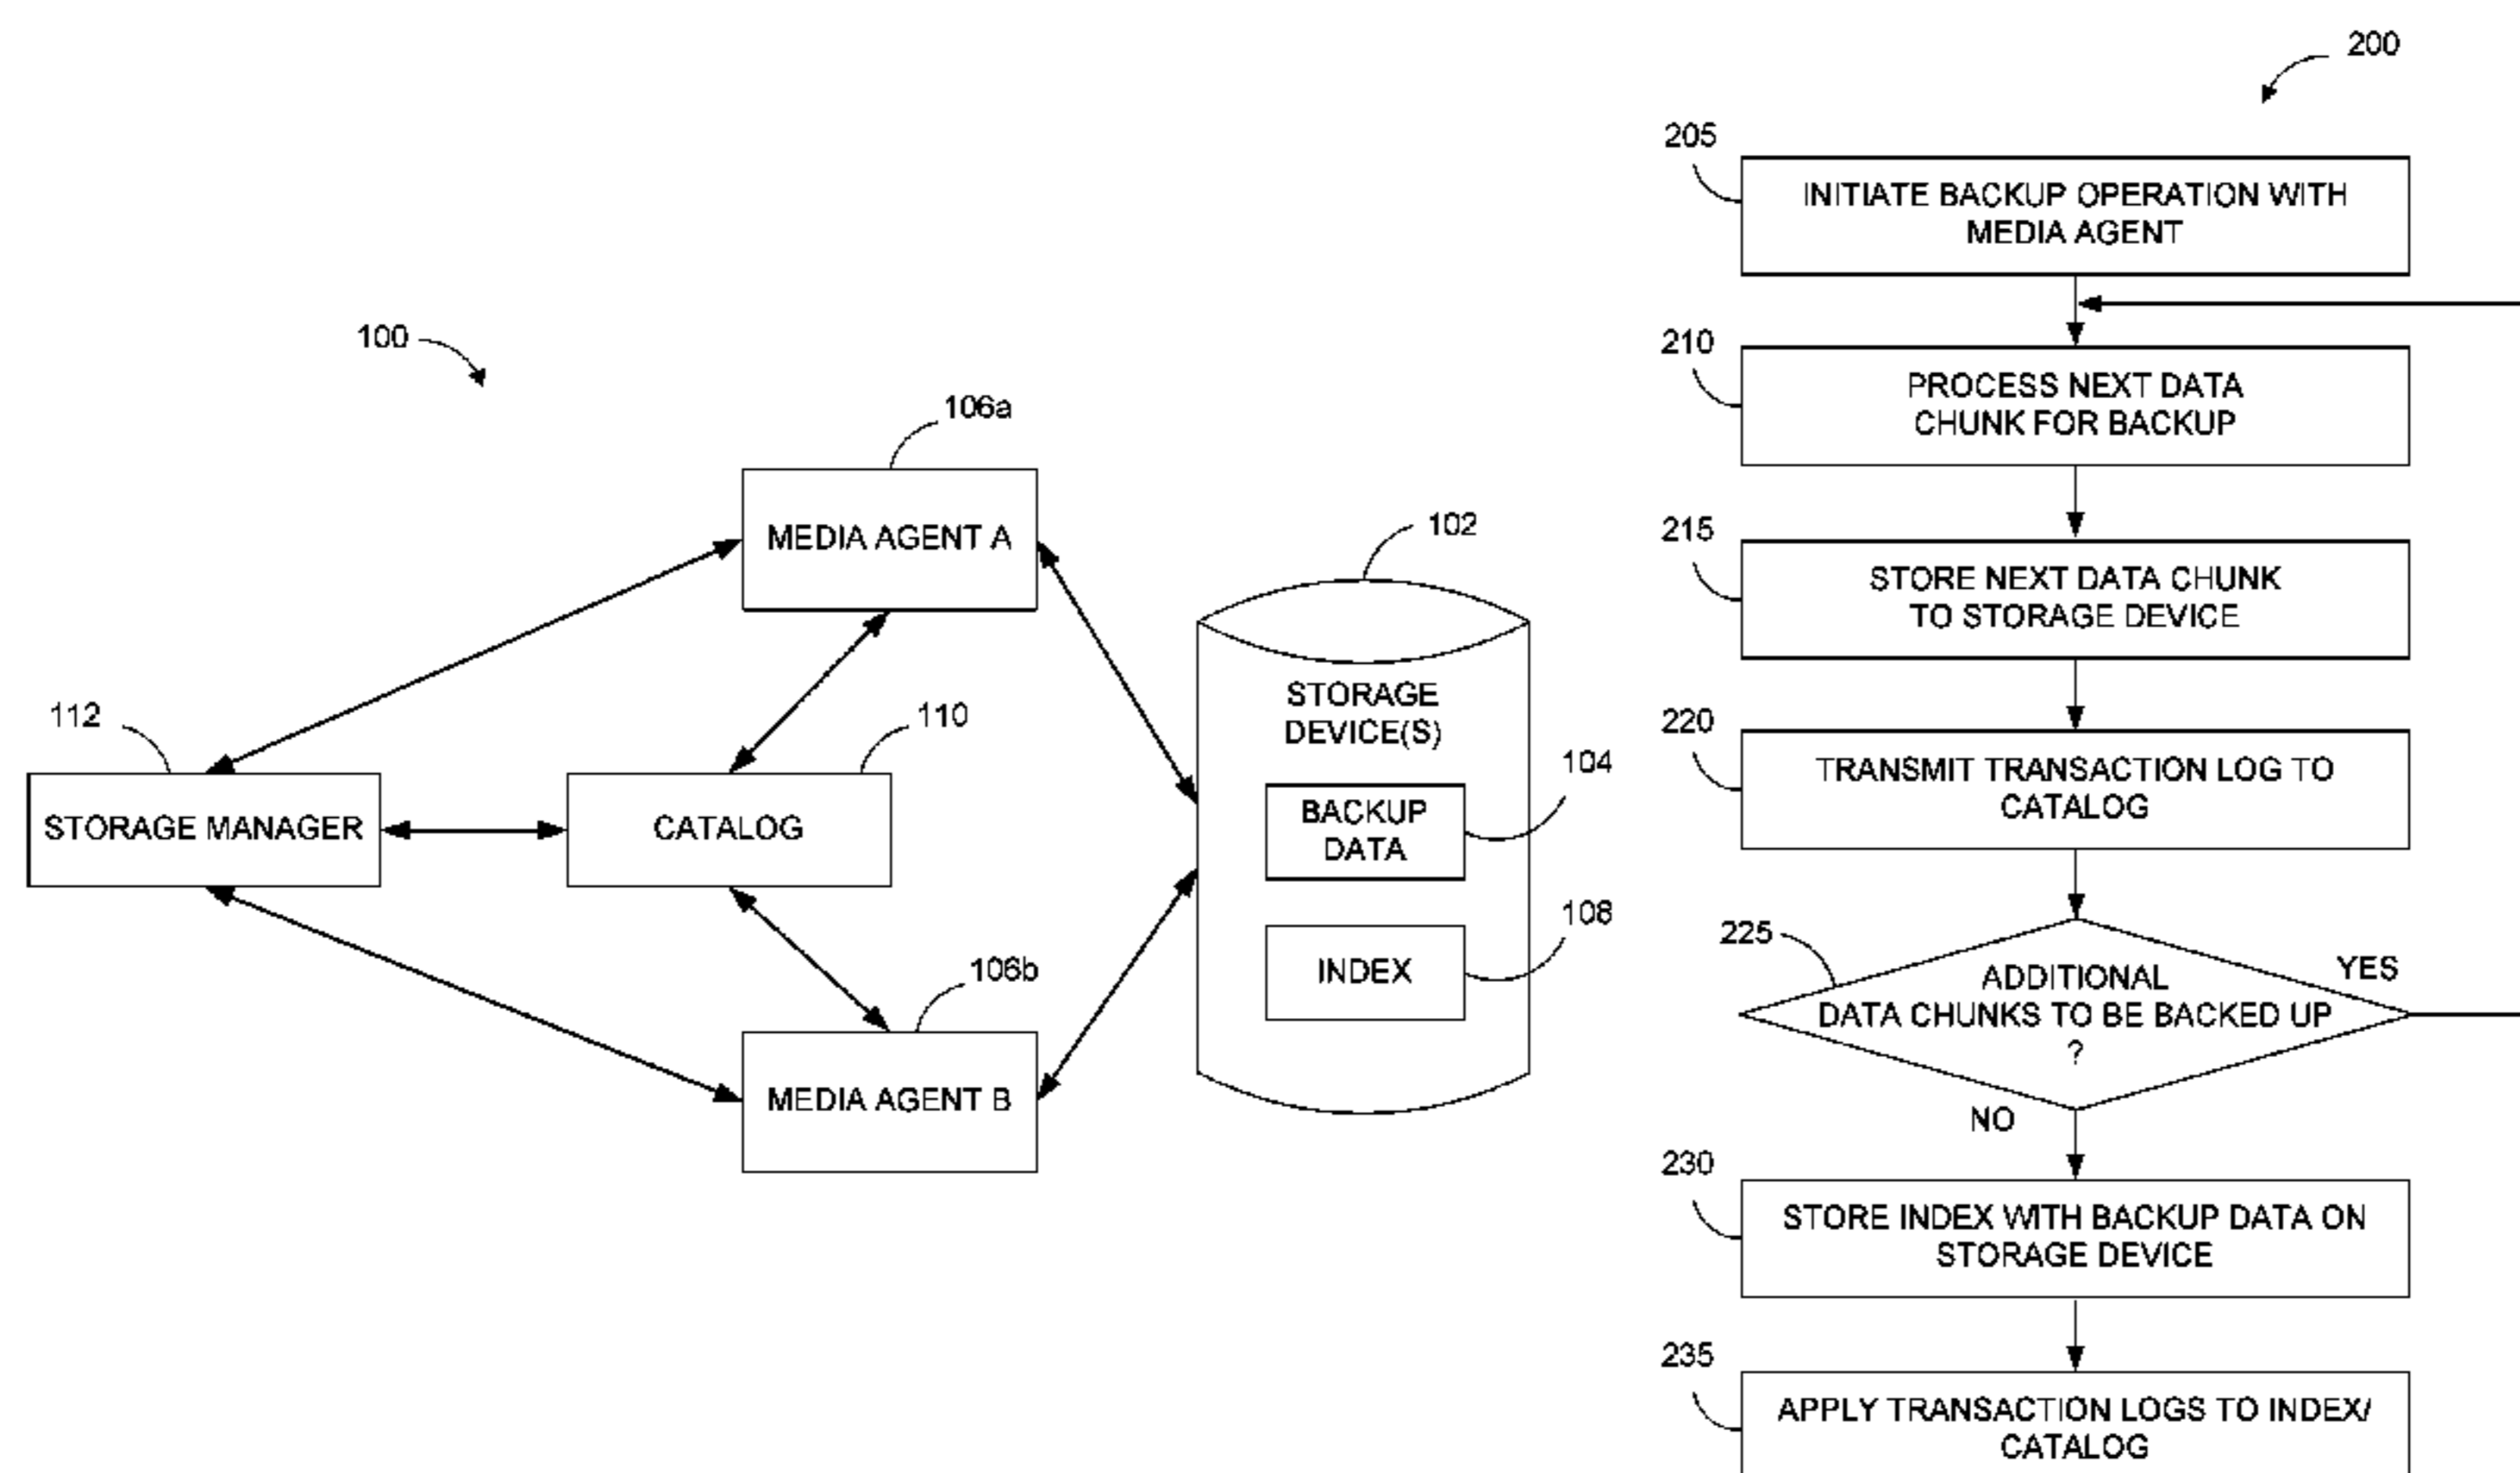 100
106a
MEDIA AGENT A
102
STORAGE
DEVICE(S)
104
BACKUP
DATA
108
INDEX
112
STORAGE MANAGER
110
CATALOG
106b
MEDIA AGENT B
200
205
INITIATE BACKUP OPERATION WITH
MEDIA AGENT
210
PROCESS NEXT DATA
CHUNK FOR BACKUP
215
STORE NEXT DATA CHUNK
TO STORAGE DEVICE
220
TRANSMIT TRANSACTION LOG TO
CATALOG
225
ADDITIONAL
DATA CHUNKS TO BE BACKED UP
?
YES
NO
230
STORE INDEX WITH BACKUP DATA ON
STORAGE DEVICE
235
APPLY TRANSACTION LOGS TO INDEX/
CATALOG